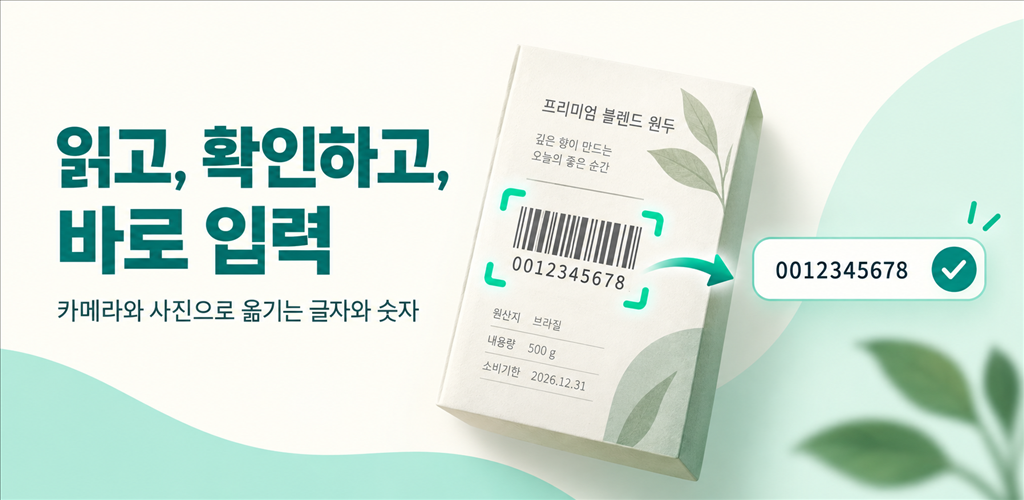 읽고, 확인하고,
바로 입력
카메라와 사진으로 옮기는 글자와 숫자
프리미엄 블렌드 원두
깊은 향이 만드는
오늘의 좋은 순간
0012345678
원산지 브라질
내용량 500 g
소비기한 2026.12.31
0012345678